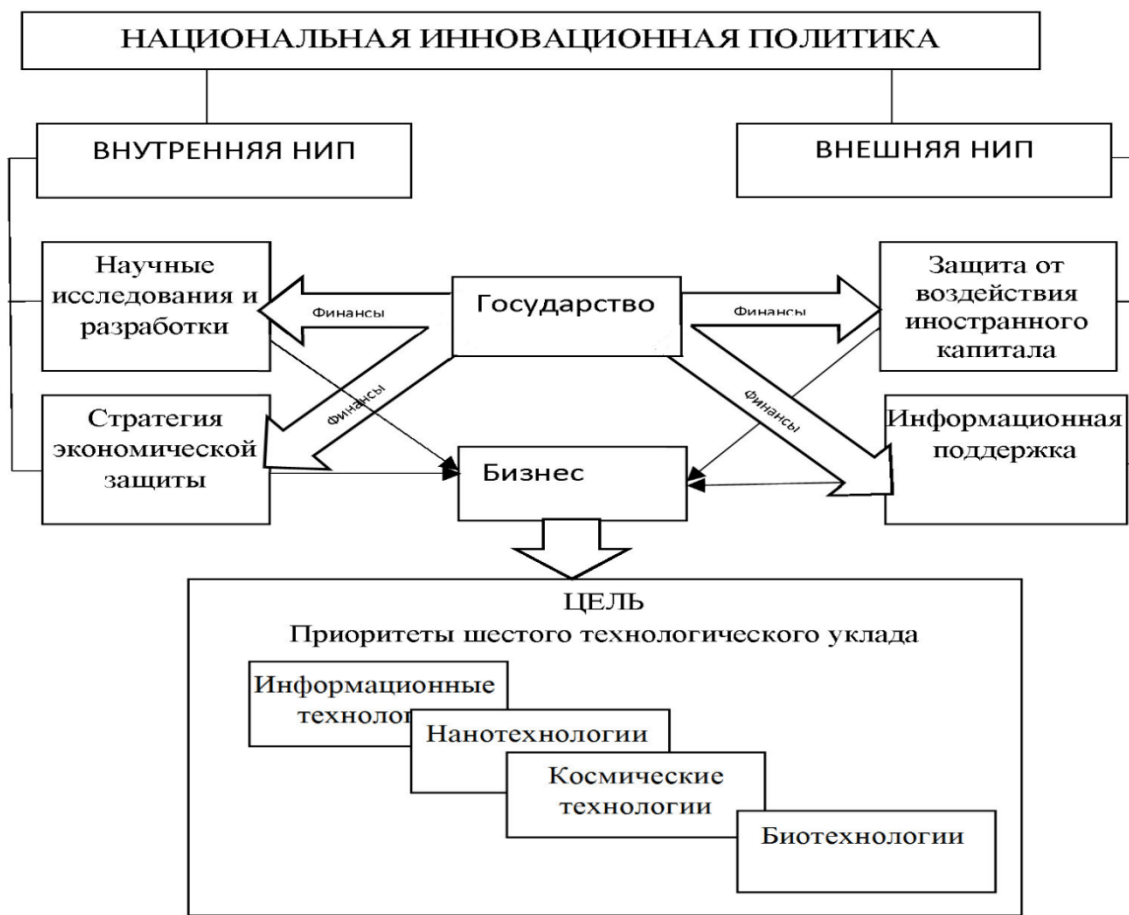 НАЦИОНАЛЬНАЯ ИННОВАЦИОННАЯ ПОЛИТИКА
ВНУТРЕННЯЯ НИП
ВНЕШНЯЯ НИП
Научные
исследования и
разработки
Финансы
Государство
Финансы
Защита от
воздействия
иностранного
капитала
Стратегия
экономической
защиты
Финансы
Бизнес
Финансы
Информационная
поддержка
ЦЕЛЬ
Приоритеты шестого технологического уклада
Информационные
технологи
Нанотехнологии
Космические
технологии
Биотехнологии